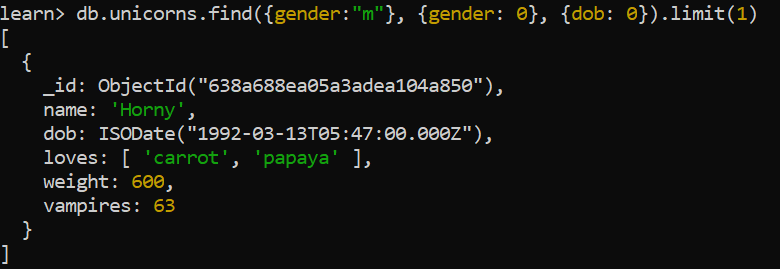 learn> db.unicorns.find({gender:"m"}, {gender: 0}, {dob: 0}).limit(1)
[
  {
    _id: ObjectId("638a688ea05a3adea104a850"),
    name: 'Horny',
    dob: ISODate("1992-03-13T05:47:00.000Z"),
    loves: [ 'carrot', 'papaya' ],
    weight: 600,
    vampires: 63
  }
]